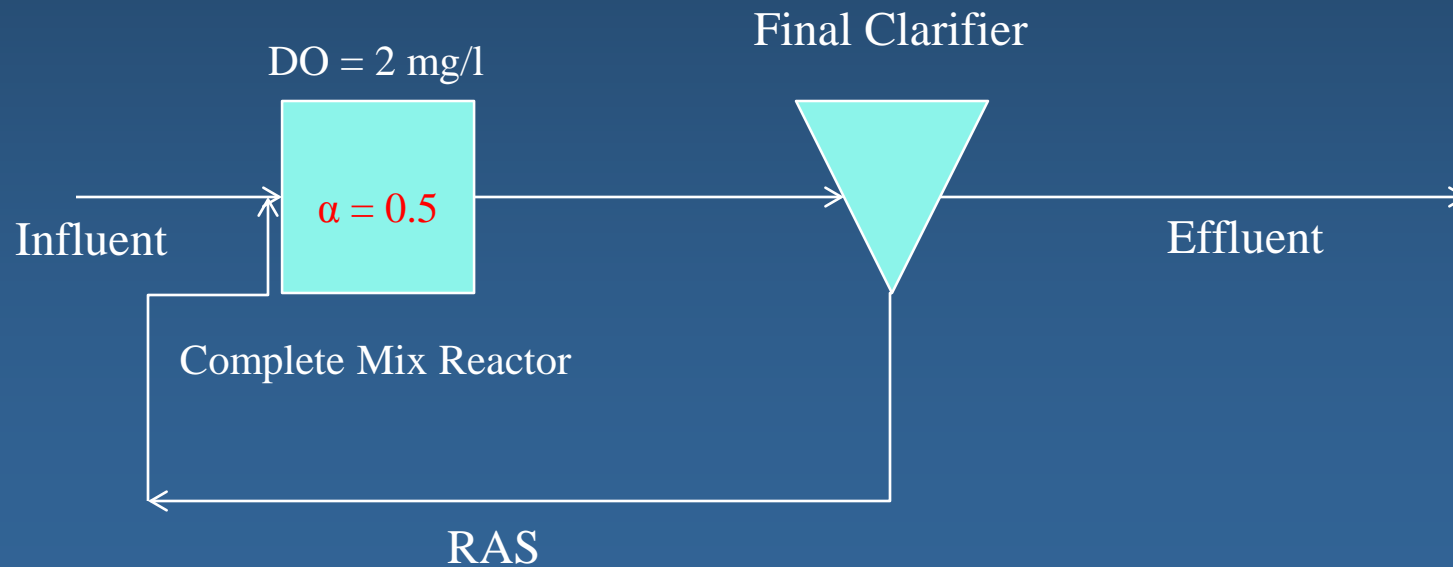 Final Clarifier
DO = 2 mg/l
α = 0.5
Influent
Effluent
Complete Mix Reactor
RAS